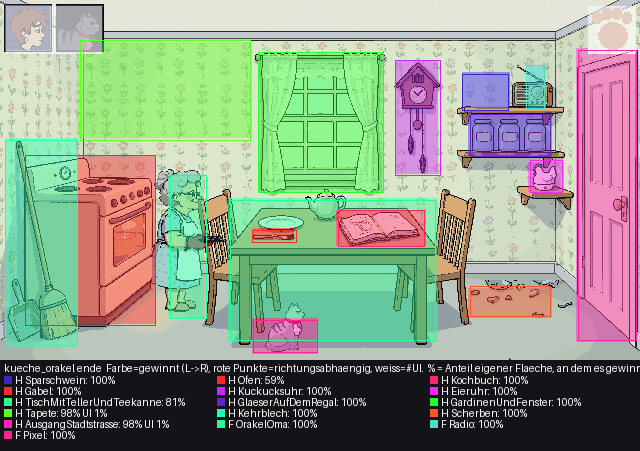 kueche_orakel ende  Farbe=gewinnt (L->R), rote Punkte=richtungsabhaengig, weiss=#UI. % = Anteil eigener Flaeche, an dem es gewinn
H Sparschwein: 100%
H Ofen: 59%
H Kochbuch: 100%
H Gabel: 100%
H Kuckucksuhr: 100%
H Eieruhr: 100%
H TischMitTellerUndTeekanne: 81%
H GlaeserAufDemRegal: 100%
H GardinenUndFenster: 100%
H Tapete: 98% UI 1%
H Kehrblech: 100%
H Scherben: 100%
H AusgangStadtstrasse: 98% UI 1%
F OrakelOma: 100%
F Radio: 100%
F Pixel: 100%